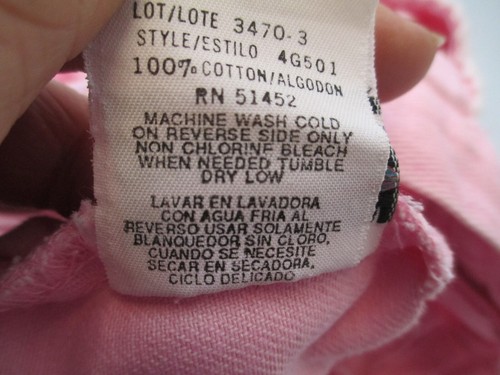 LOT/LOTE 3470-3
STYLE/ESTILO 4G501
100% COTTON/ALGODON
RN 51452
MACHINE WASH COLD
ON REVERSE SIDE ONLY
NON CHLORINE BLEACH
WHEN NEEDED TUMBLE
DRY LOW
LAVAR EN LAVADORA
CON AGUA FRIA AL
REVERSO USAR SOLAMENTE
BLANQUEDOR SIN CLORO,
CUANDO SE NECESITE
SECAR EN SECADORA,
CICLO DELICADO